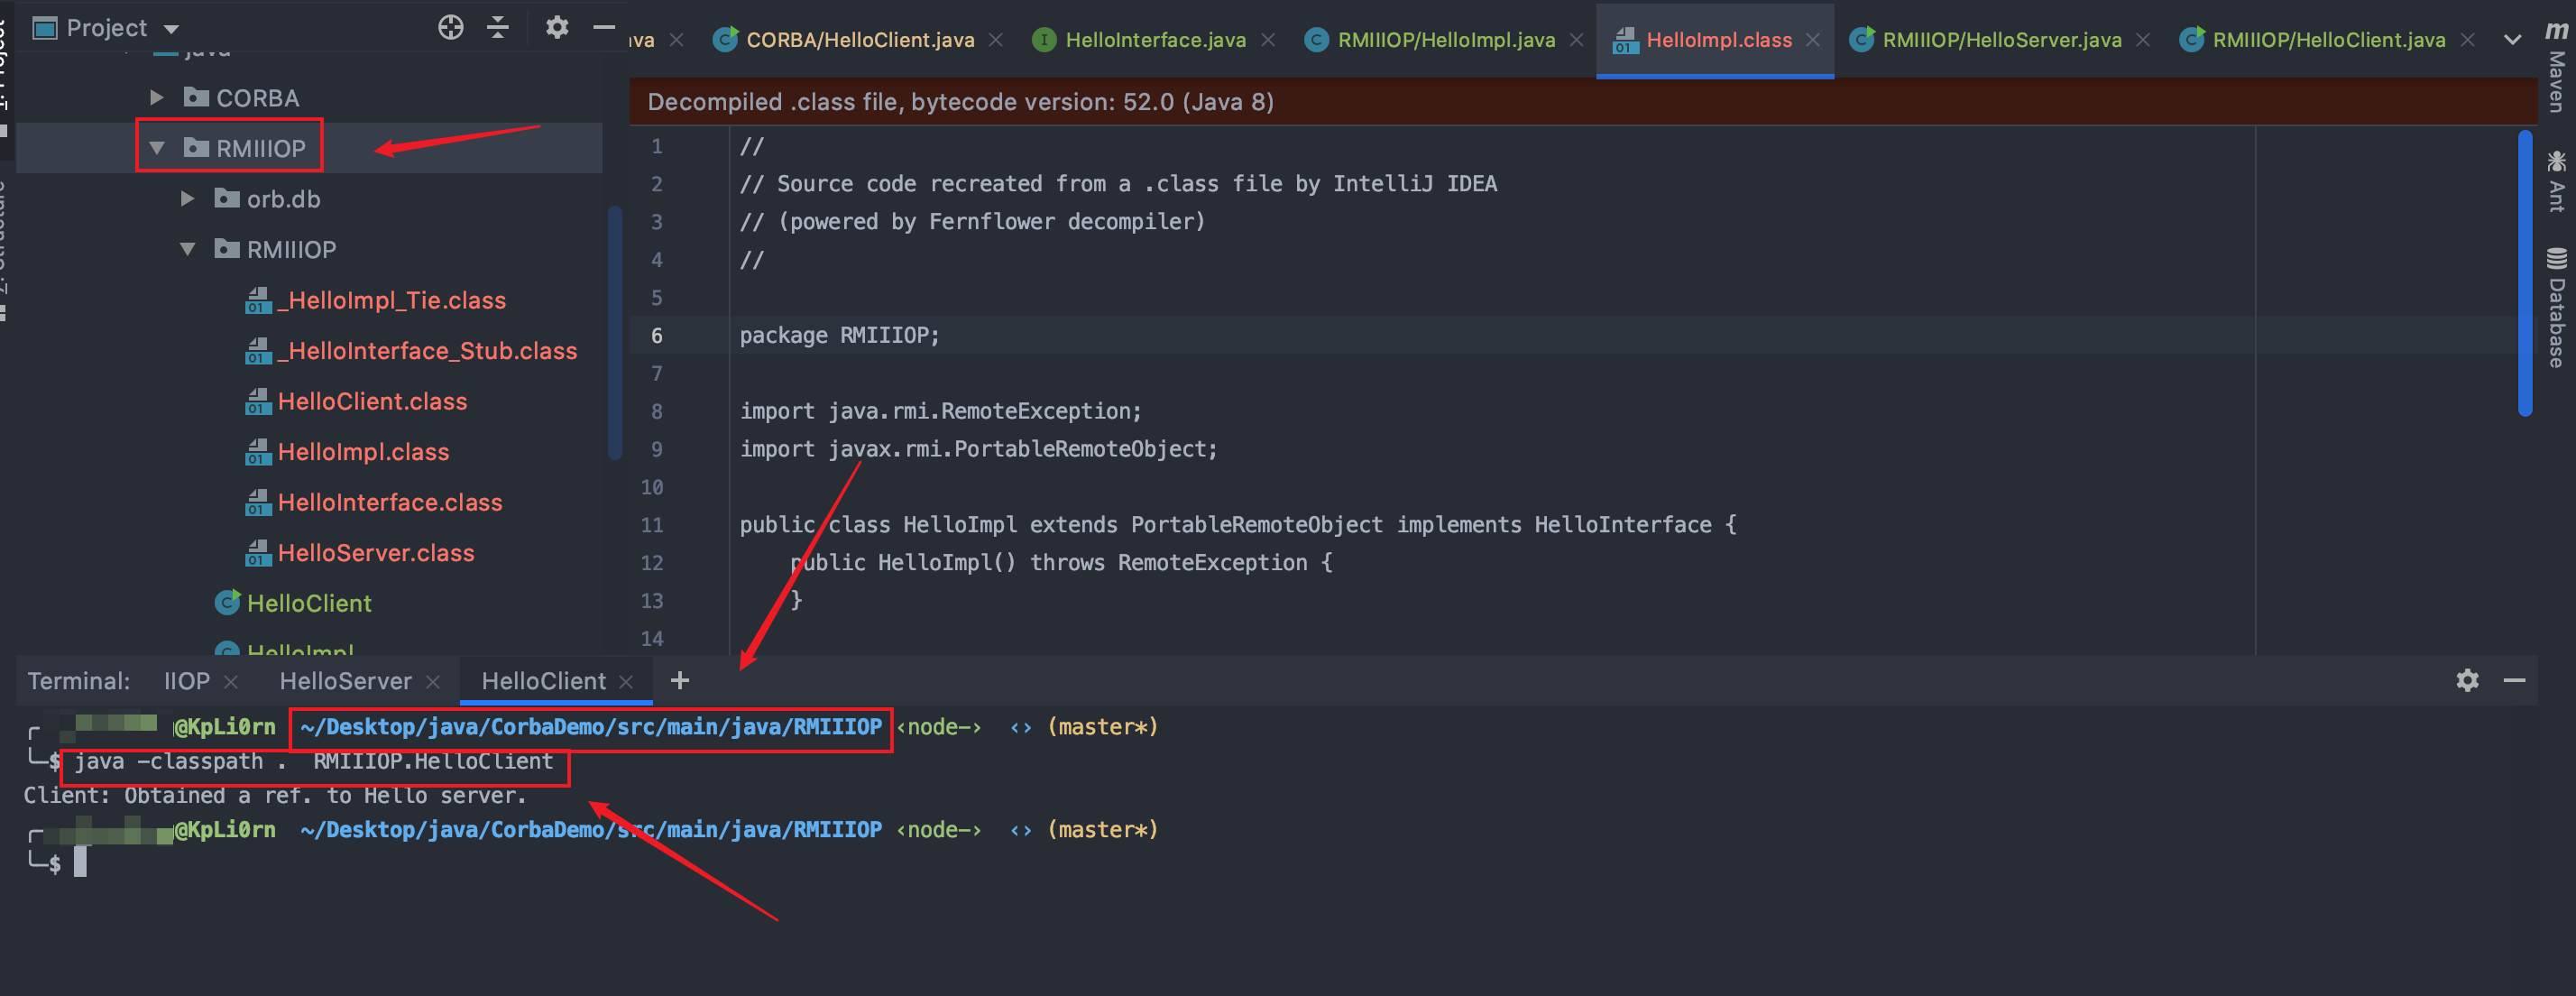 Project
java
CORBA
RMIIIOP
orb.db
RMIIIOP
_HelloImpl_Tie.class
_HelloInterface_Stub.class
HelloClient.class
HelloImpl.class
HelloInterface.class
HelloServer.class
HelloClient
HelloImpl
va CORBA/HelloClient.java HelloInterface.java RMIIIOP/HelloImpl.java HelloImpl.class RMIIIOP/HelloServer.java RMIIIOP/HelloClient.java
Decompiled .class file, bytecode version: 52.0 (Java 8)
1 //
2 // Source code recreated from a .class file by IntelliJ IDEA
3 // (powered by Fernflower decompiler)
4 //
5
6 package RMIIIOP;
7
8 import java.rmi.RemoteException;
9 import javax.rmi.PortableRemoteObject;
10
11 public class HelloImpl extends PortableRemoteObject implements HelloInterface {
12 public HelloImpl() throws RemoteException {
13 }
14
Maven
Ant
Database
Terminal: IIOP HelloServer HelloClient +
@KpLi0rn ~/Desktop/java/CorbaDemo/src/main/java/RMIIIOP ‹node-› ‹› (master*)
$ java -classpath . RMIIIOP.HelloClient
Client: Obtained a ref. to Hello server.
@KpLi0rn ~/Desktop/java/CorbaDemo/src/main/java/RMIIIOP ‹node-› ‹› (master*)
$